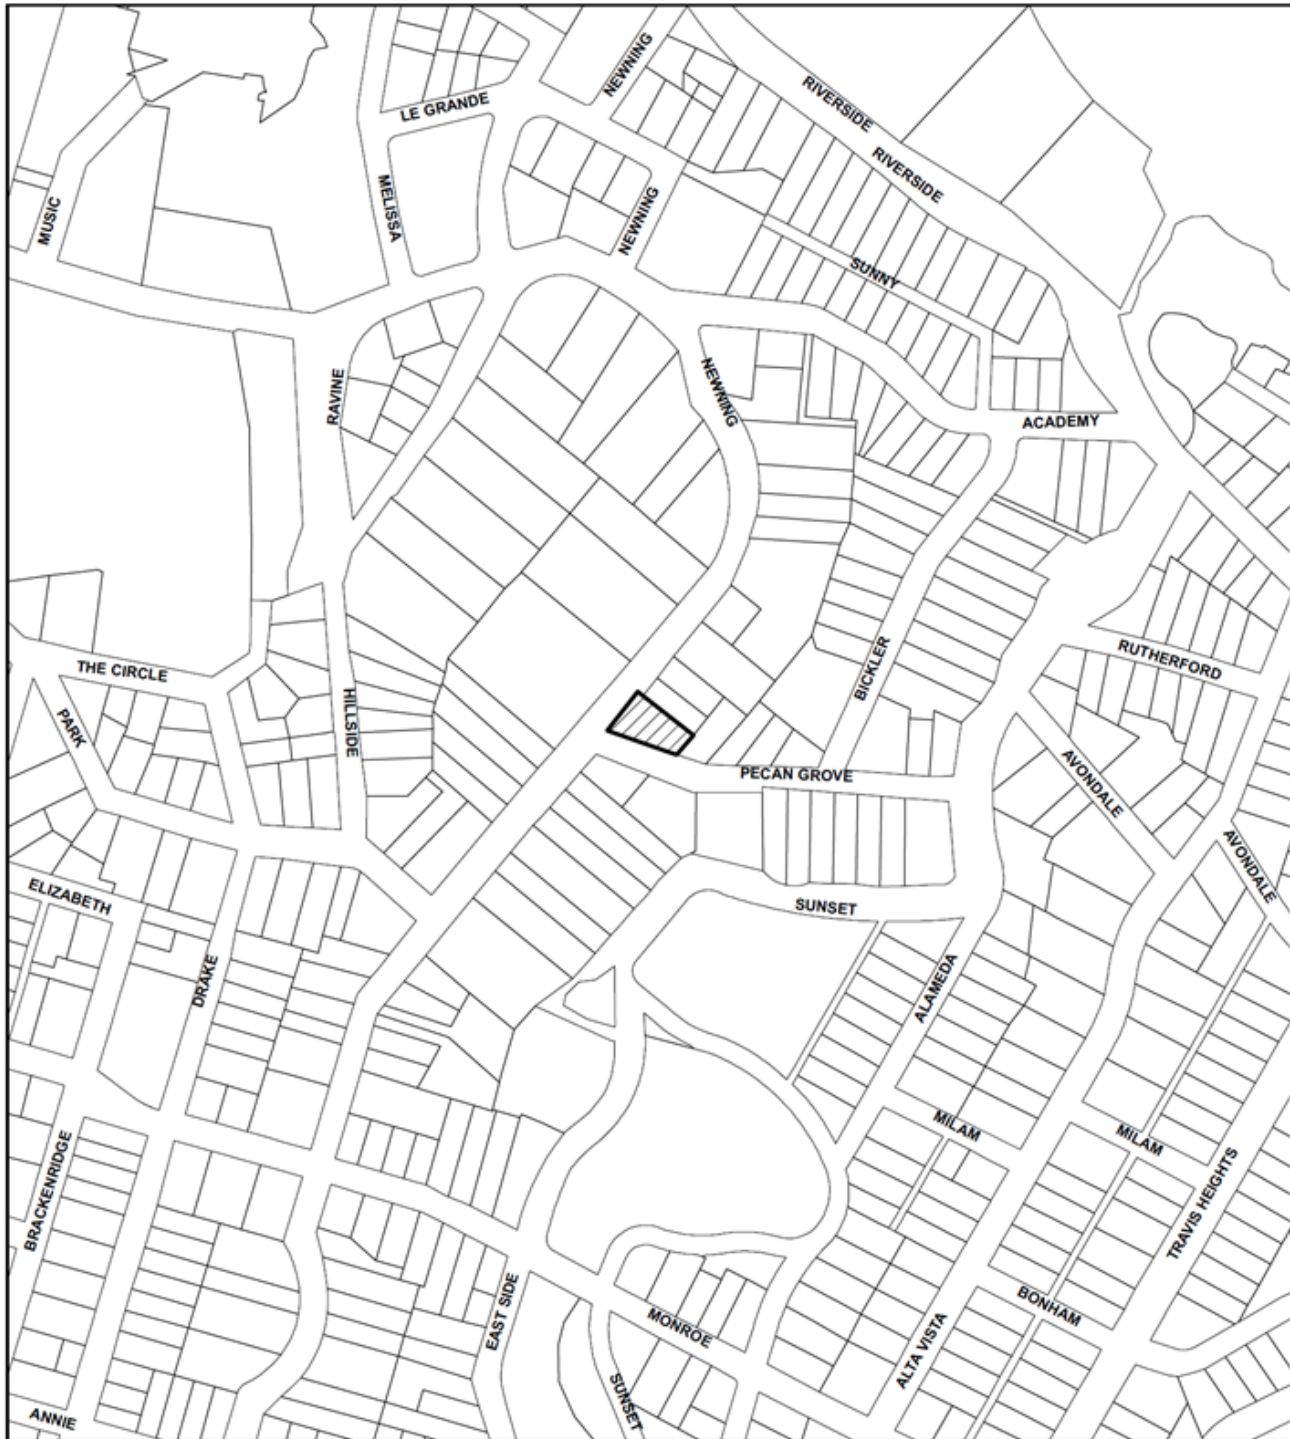 NEWNING
RIVERSIDE
LE GRANDE
RIVERSIDE
MELISSA
NEWNING
MUSIC
SUNNY
RAVINE
NEWNING
ACADEMY
RUTHERFORD
THE CIRCLE
BICKLER
PARK
HILLSIDE
PECAN GROVE
AVONDALE
AVONDALE
ELIZABETH
SUNSET
DRAKE
ALAMEDA
MILAM
MILAM
BRACKENRIDGE
TRAVIS HEIGHTS
EAST SIDE
MONROE
BONHAM
ALTA VISTA
SUNSET
ANNIE